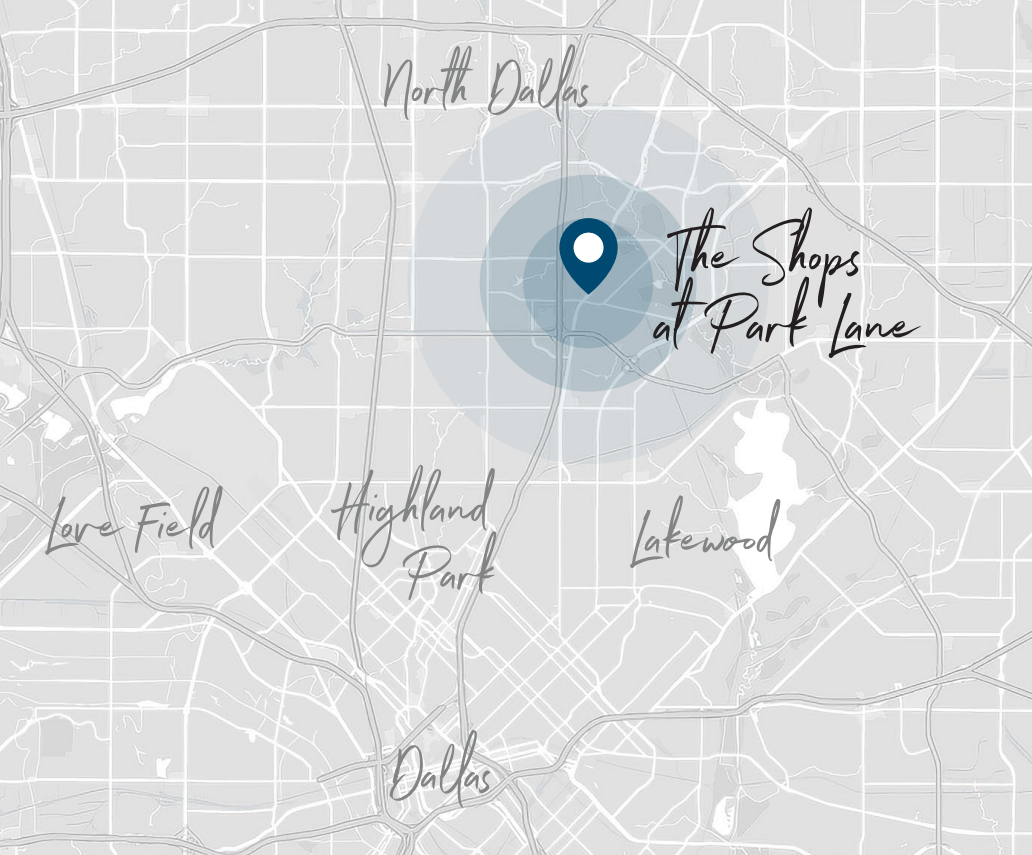 North Dallas
The Shops
at Park Lane
Highland
Park
Love Field
Lakewood
Dallas